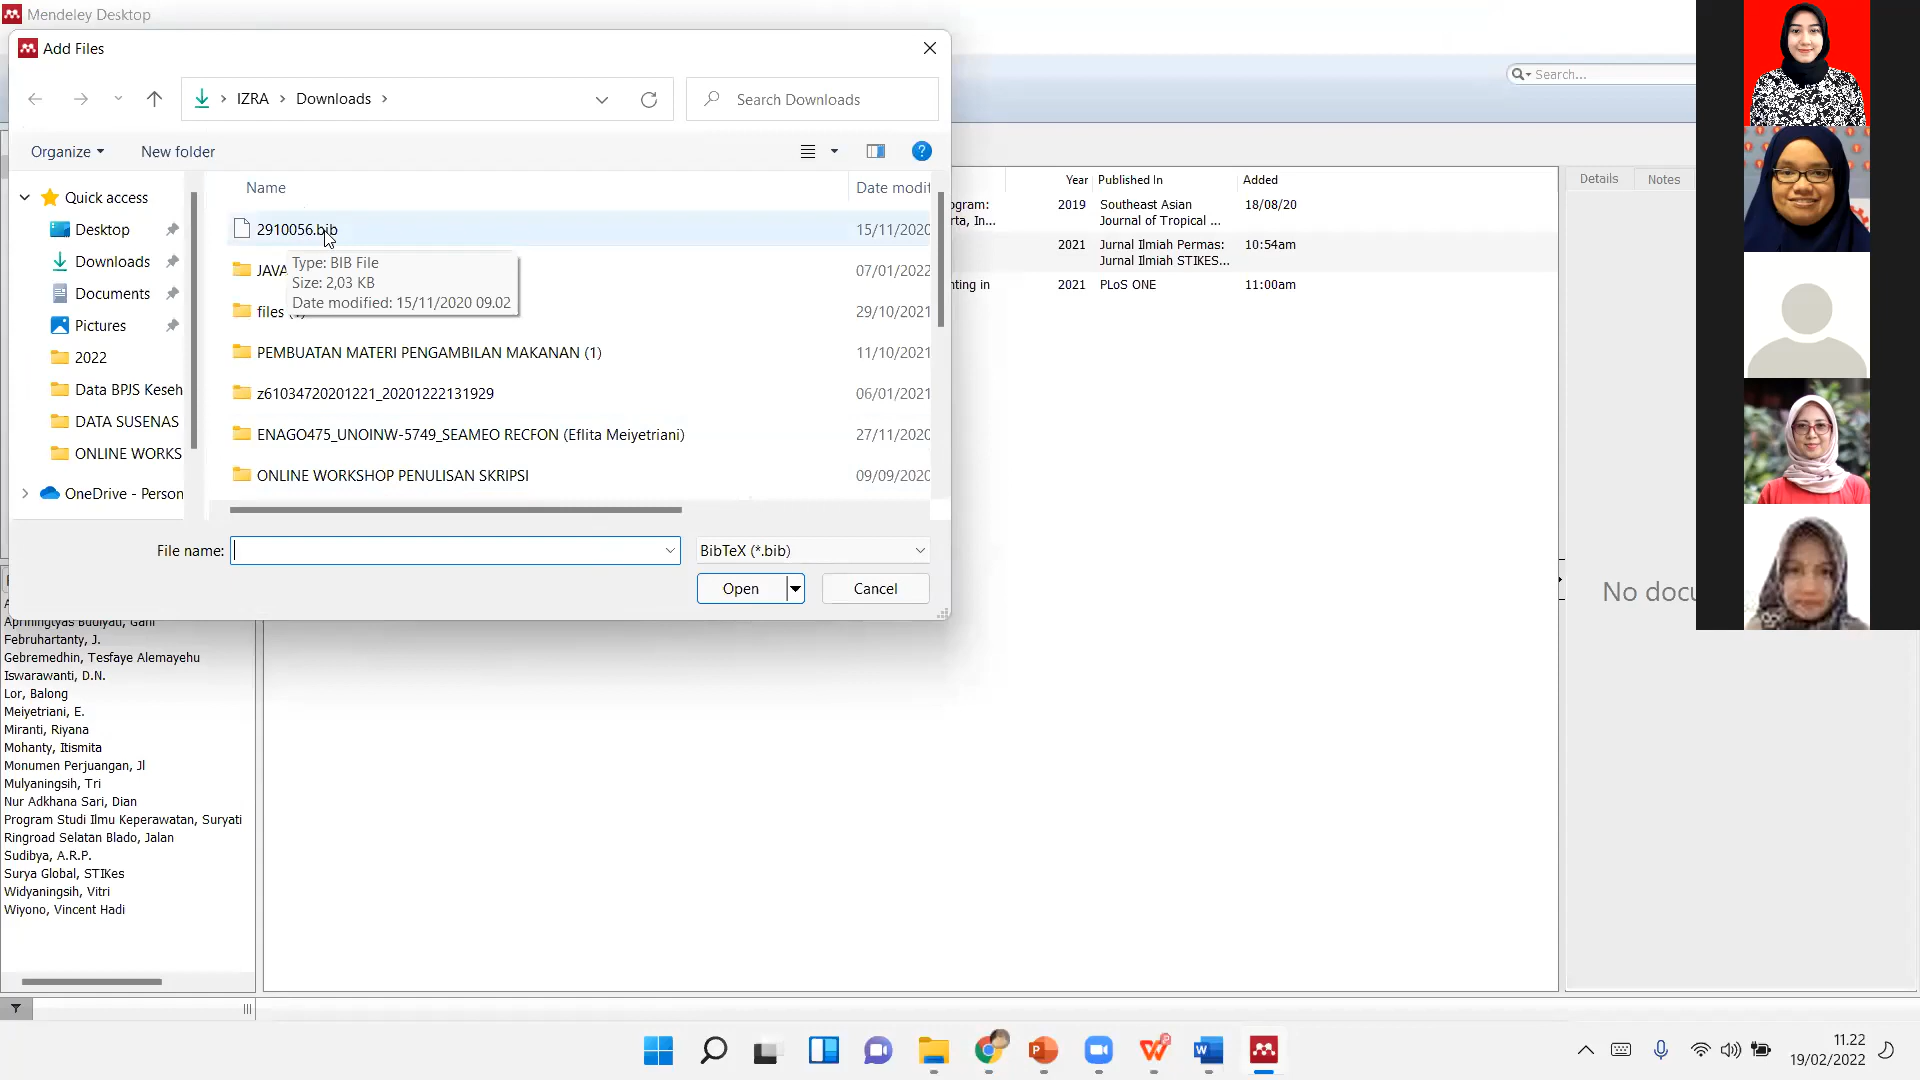 Mendeley Desktop
Add Files
IZRA
Downloads
Search Downloads
Search...
Organize
New folder
?
Details
Notes
Name
Date modif
Year
Published In
Added
Quick access
Desktop
Downloads
Documents
Pictures
2022
Data BPJS Keseh
DATA SUSENAS
ONLINE WORKS
OneDrive - Person
2910056.bib
15/11/2020
Type: BIB File
Size: 2,03 KB
Date modified: 15/11/2020 09.02
JAVA
07/01/2022
files
29/10/2021
PEMBUATAN MATERI PENGAMBILAN MAKANAN (1)
11/10/2021
z61034720201221_20201222131929
06/01/2021
ENAGO475_UNOINW-5749_SEAMEO RECFON (Eflita Meiyetriani)
27/11/2020
ONLINE WORKSHOP PENULISAN SKRIPSI
09/09/2020
ogram:
rta, In...
2019
Southeast Asian
Journal of Tropical ...
18/08/20
2021
Jurnal Ilmiah Permas:
Jurnal Ilmiah STIKES...
10:54am
nting in
2021
PLoS ONE
11:00am
File name:
BibTeX (*.bib)
Open
Cancel
No docu
Apriningtyas Budiyati, Gani
Februhartanty, J.
Gebremedhin, Tesfaye Alemayehu
Iswarawanti, D.N.
Lor, Balong
Meiyetriani, E.
Miranti, Riyana
Mohanty, Itismita
Monumen Perjuangan, Jl
Mulyaningsih, Tri
Nur Adkhana Sari, Dian
Program Studi Ilmu Keperawatan, Suryati
Ringroad Selatan Blado, Jalan
Sudibya, A.R.P.
Surya Global, STIKes
Widyaningsih, Vitri
Wiyono, Vincent Hadi
11.22
19/02/2022